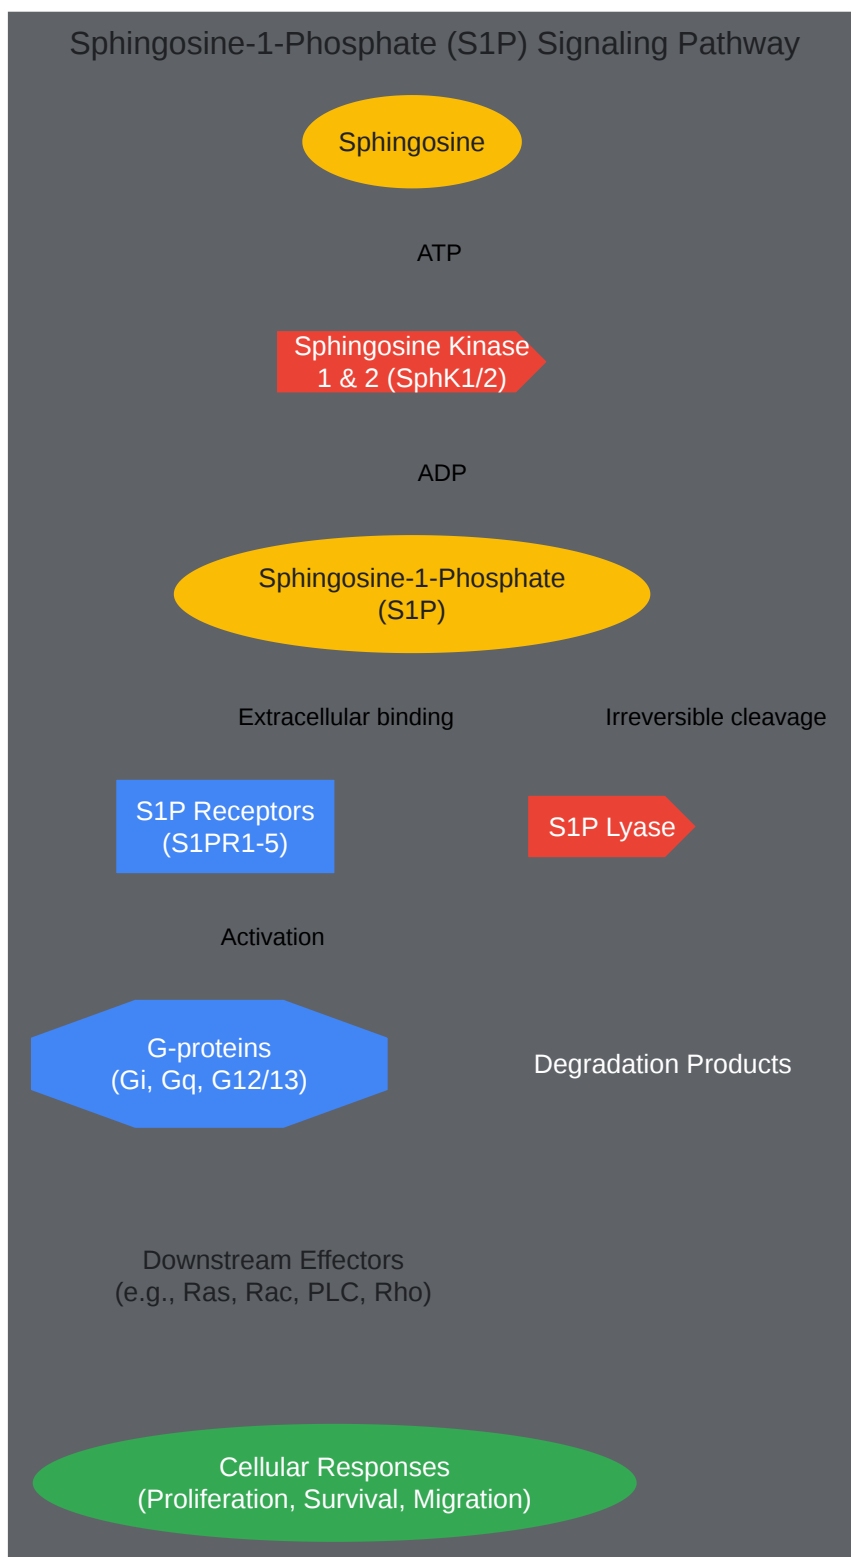 Sphingosine-1-Phosphate (S1P) Signaling Pathway
Sphingosine
ATP
Sphingosine Kinase
1 & 2 (SphK1/2)
ADP
Sphingosine-1-Phosphate
(S1P)
Extracellular binding
Irreversible cleavage
S1P Receptors
(S1PR1-5)
S1P Lyase
Activation
G-proteins
(Gi, Gq, G12/13)
Degradation Products
Downstream Effectors
(e.g., Ras, Rac, PLC, Rho)
Cellular Responses
(Proliferation, Survival, Migration)